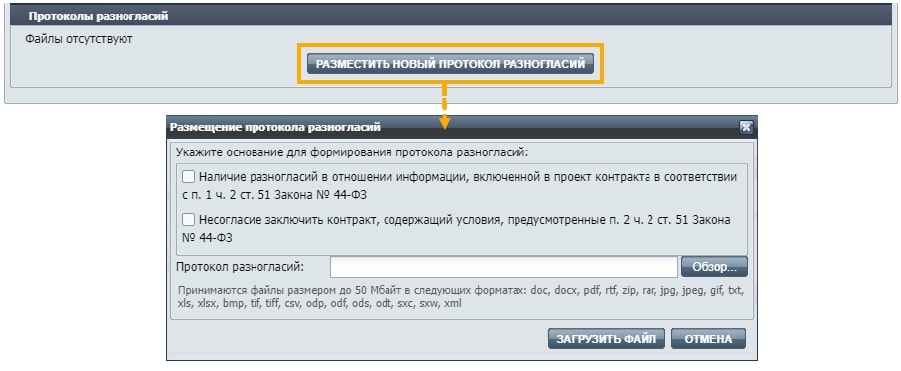 Протоколы разногласий
Файлы отсутствуют
РАЗМЕСТИТЬ НОВЫЙ ПРОТОКОЛ РАЗНОГЛАСИЙ
Размещение протокола разногласий
Укажите основание для формирования протокола разногласий:
Наличие разногласий в отношении информации, включенной в проект контракта в соответствии
с п. 1 ч. 2 ст. 51 Закона № 44-ФЗ
Несогласие заключить контракт, содержащий условия, предусмотренные п. 2 ч. 2 ст. 51 Закона
№ 44-ФЗ
Протокол разногласий:
Обзор...
Принимаются файлы размером до 50 Мбайт в следующих форматах: doc, docx, pdf, rtf, zip, rar, jpg, jpeg, gif, txt,
xls, xlsx, bmp, tif, tiff, csv, odp, odf, ods, odt, sxc, sxw, xml
ЗАГРУЗИТЬ ФАЙЛ
ОТМЕНА